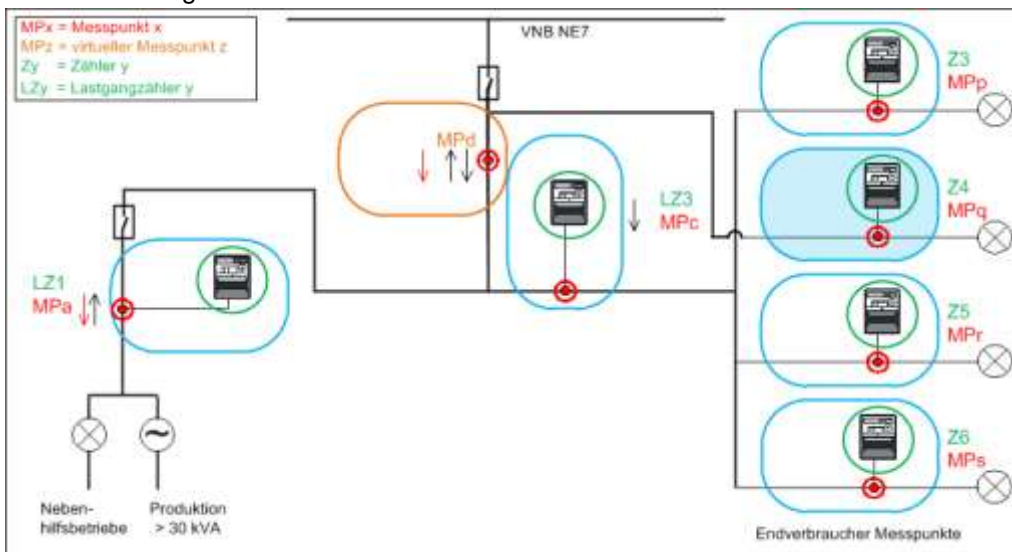 MPx = Messpunkt x
MPz = virtueller Messpunkt z
Zy = Zähler y
LZy = Lastgangzähler y
VNB NE7
MPd
LZ3
MPc
LZ1
MPa
Z3
MPp
Z4
MPq
Z5
MPr
Z6
MPs
Neben-
hilfsbetriebe
Produktion
> 30 kVA
Endverbraucher Messpunkte